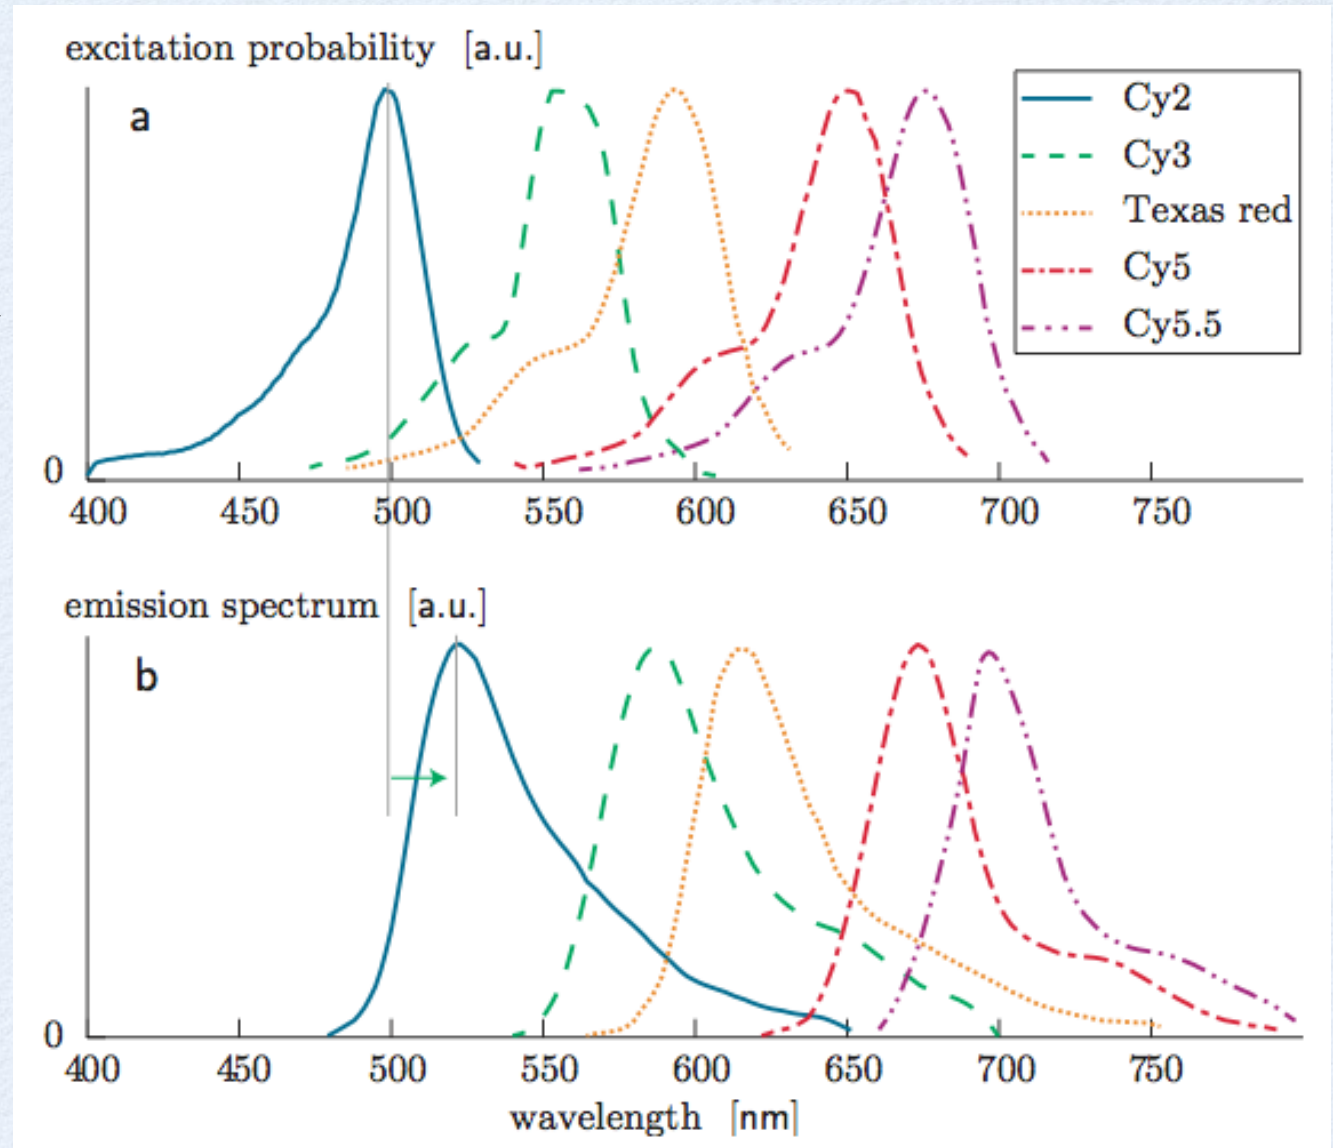 excitation probability [a.u.]
a
Cy2
Cy3
Texas red
Cy5
Cy5.5
0
400 450 500 550 600 650 700 750
emission spectrum [a.u.]
b
0
400 450 500 550 600 650 700 750
wavelength [nm]